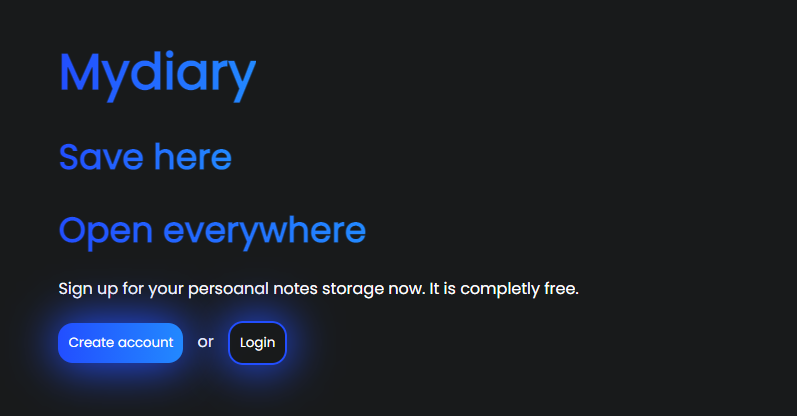 Mydiary
Save here
Open everywhere
Sign up for your persoanal notes storage now. It is completly free.
Create account or Login